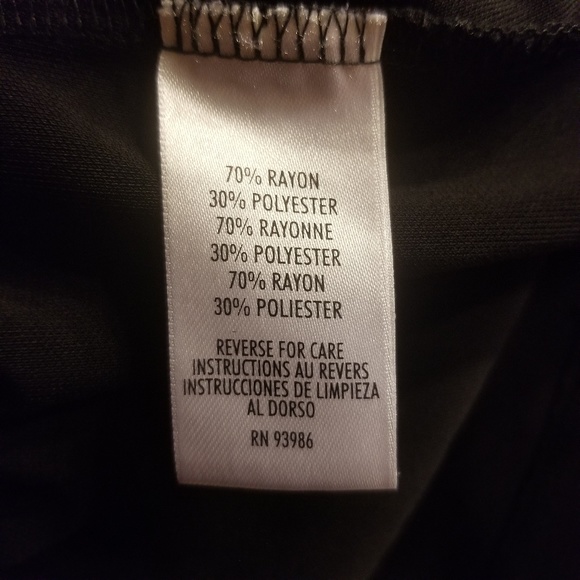 70% RAYON
30% POLYESTER
70% RAYONNE
30% POLYESTER
70% RAYON
30% POLIESTER
REVERSE FOR CARE
INSTRUCTIONS AU REVERS
INSTRUCCIONES DE LIMPIEZA
AL DORSO
RN 93986